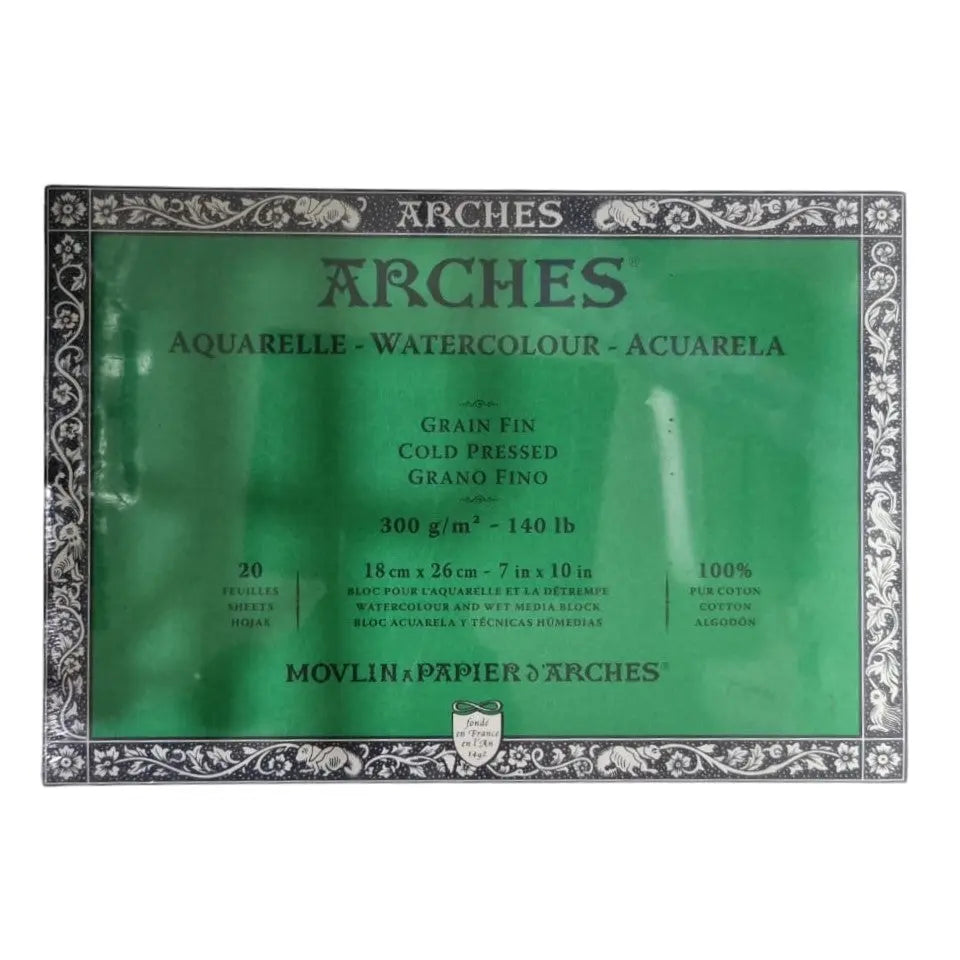 ARCHES
ARCHES®
AQUARELLE - WATERCOLOUR - ACUARELA
GRAIN FIN
COLD PRESSED
GRANO FINO
300 g/m² - 140 lb
20
FEUILLES
SHEETS
HOJAS
18 cm x 26 cm - 7 in x 10 in
BLOC POUR L'AQUARELLE ET LA DÉTREMPE
WATERCOLOUR AND WET MEDIA BLOCK
BLOC ACUARELA Y TÉCNICAS HÚMEDIAS
100%
PUR COTON
COTTON
ALGODÓN
MOVLIN A PAPIER D'ARCHES®
fondé
en France
en l'An
1492